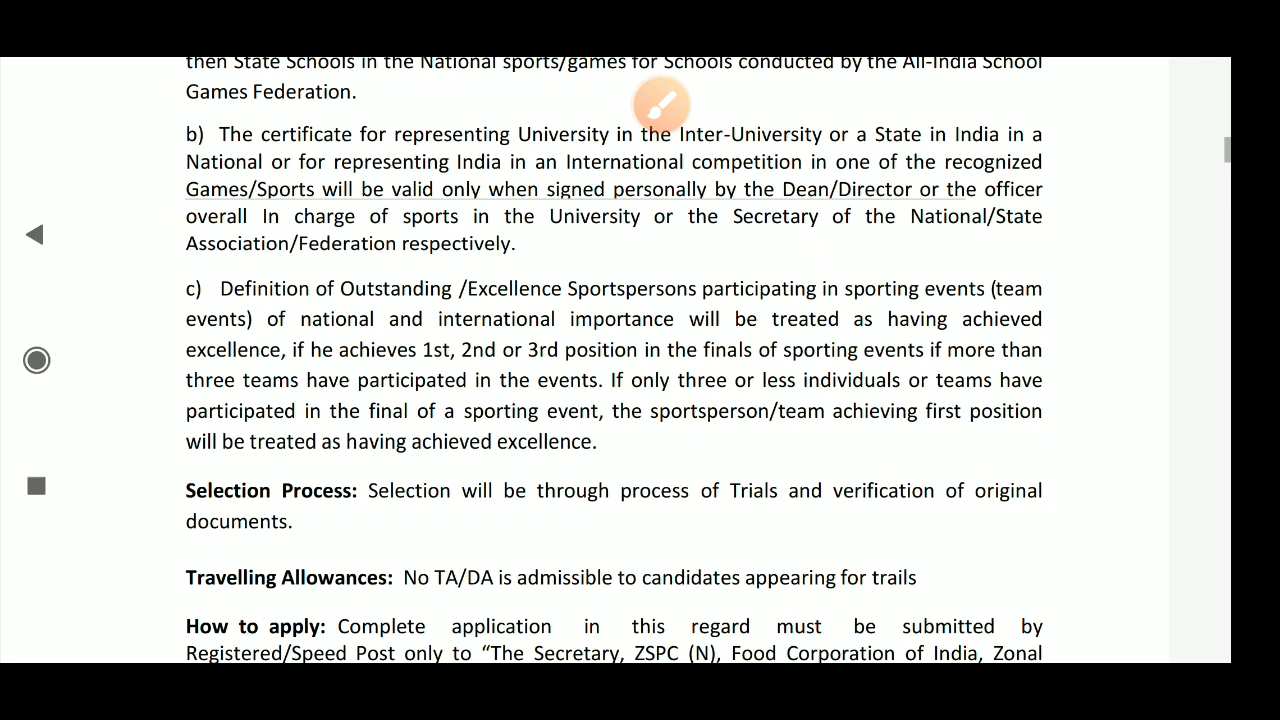 then State Schools in the National sports/games for Schools conducted by the All-India School
Games Federation.
b) The certificate for representing University in the Inter-University or a State in India in a
National or for representing India in an International competition in one of the recognized
Games/Sports will be valid only when signed personally by the Dean/Director or the officer
overall In charge of sports in the University or the Secretary of the National/State
Association/Federation respectively.
c) Definition of Outstanding /Excellence Sportspersons participating in sporting events (team
events) of national and international importance will be treated as having achieved
excellence, if he achieves 1st, 2nd or 3rd position in the finals of sporting events if more than
three teams have participated in the events. If only three or less individuals or teams have
participated in the final of a sporting event, the sportsperson/team achieving first position
will be treated as having achieved excellence.
Selection Process: Selection will be through process of Trials and verification of original
documents.
Travelling Allowances: No TA/DA is admissible to candidates appearing for trails
How to apply: Complete application in this regard must be submitted by
Registered/Speed Post only to “The Secretary, ZSPC (N), Food Corporation of India, Zonal